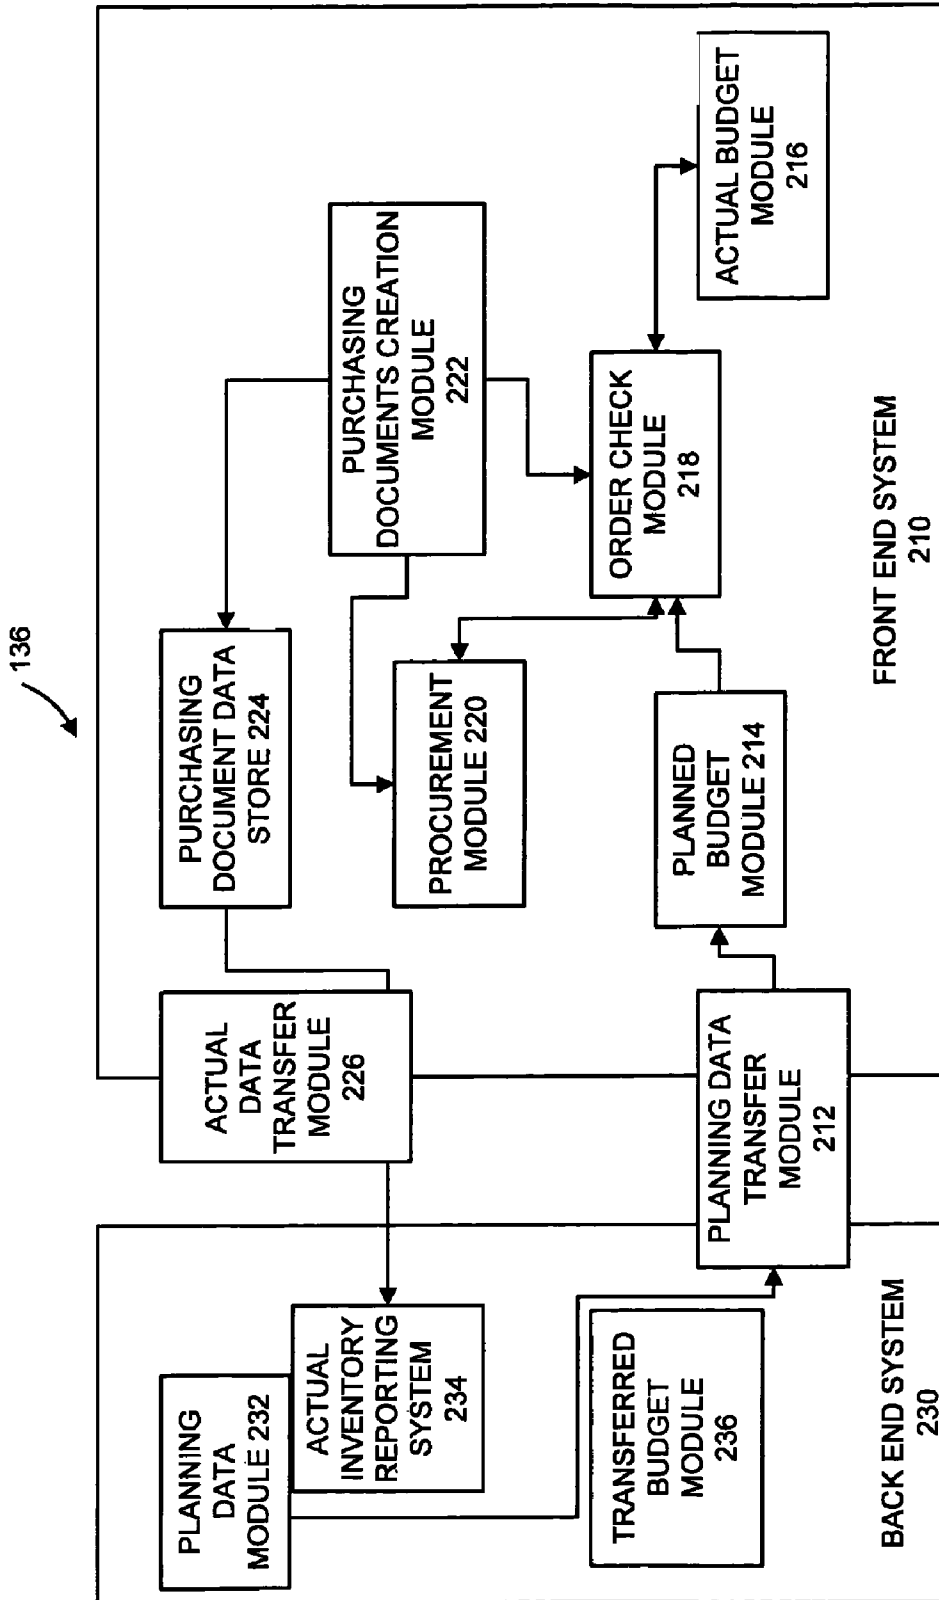 136
PLANNING
DATA
MODULE 232
ACTUAL
INVENTORY
REPORTING
SYSTEM
234
TRANSFERRED
BUDGET
MODULE
236
BACK END SYSTEM
230
ACTUAL
DATA
TRANSFER
MODULE
226
PLANNING DATA
TRANSFER
MODULE
212
PURCHASING
DOCUMENT DATA
STORE 224
PROCUREMENT
MODULE 220
PLANNED
BUDGET
MODULE 214
PURCHASING
DOCUMENTS CREATION
MODULE
222
ORDER CHECK
MODULE
218
ACTUAL BUDGET
MODULE
216
FRONT END SYSTEM
210